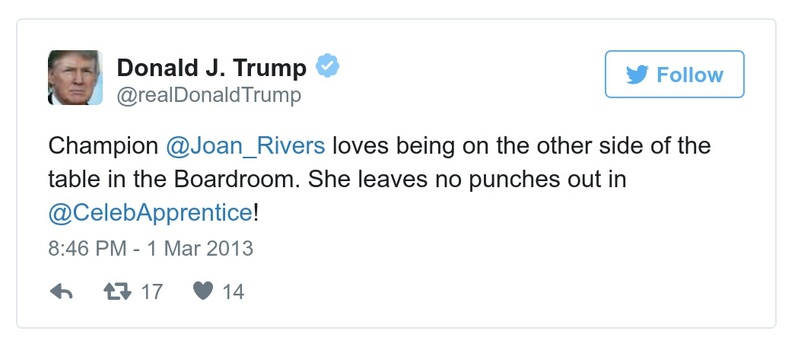 Donald J. Trump
@realDonaldTrump
Follow
Champion @Joan_Rivers loves being on the other side of the
table in the Boardroom. She leaves no punches out in
@CelebApprentice!
8:46 PM - 1 Mar 2013
17 14